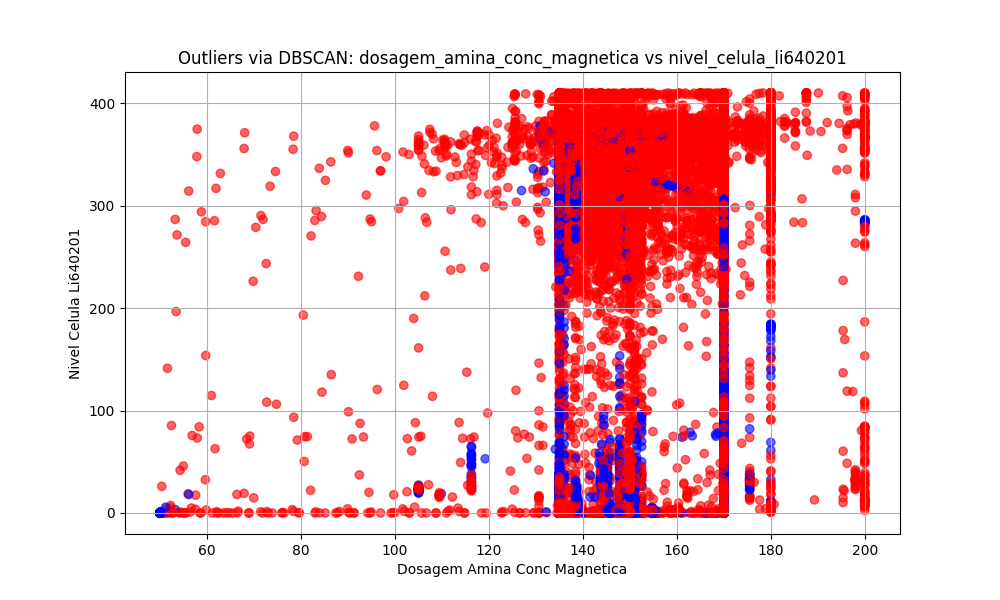 Outliers via DBSCAN: dosagem_amina_conc_magnetica vs nivel_celula_li640201
400
300
200
100
0
Nivel Celula Li640201
60 80 100 120 140 160 180 200
Dosagem Amina Conc Magnetica